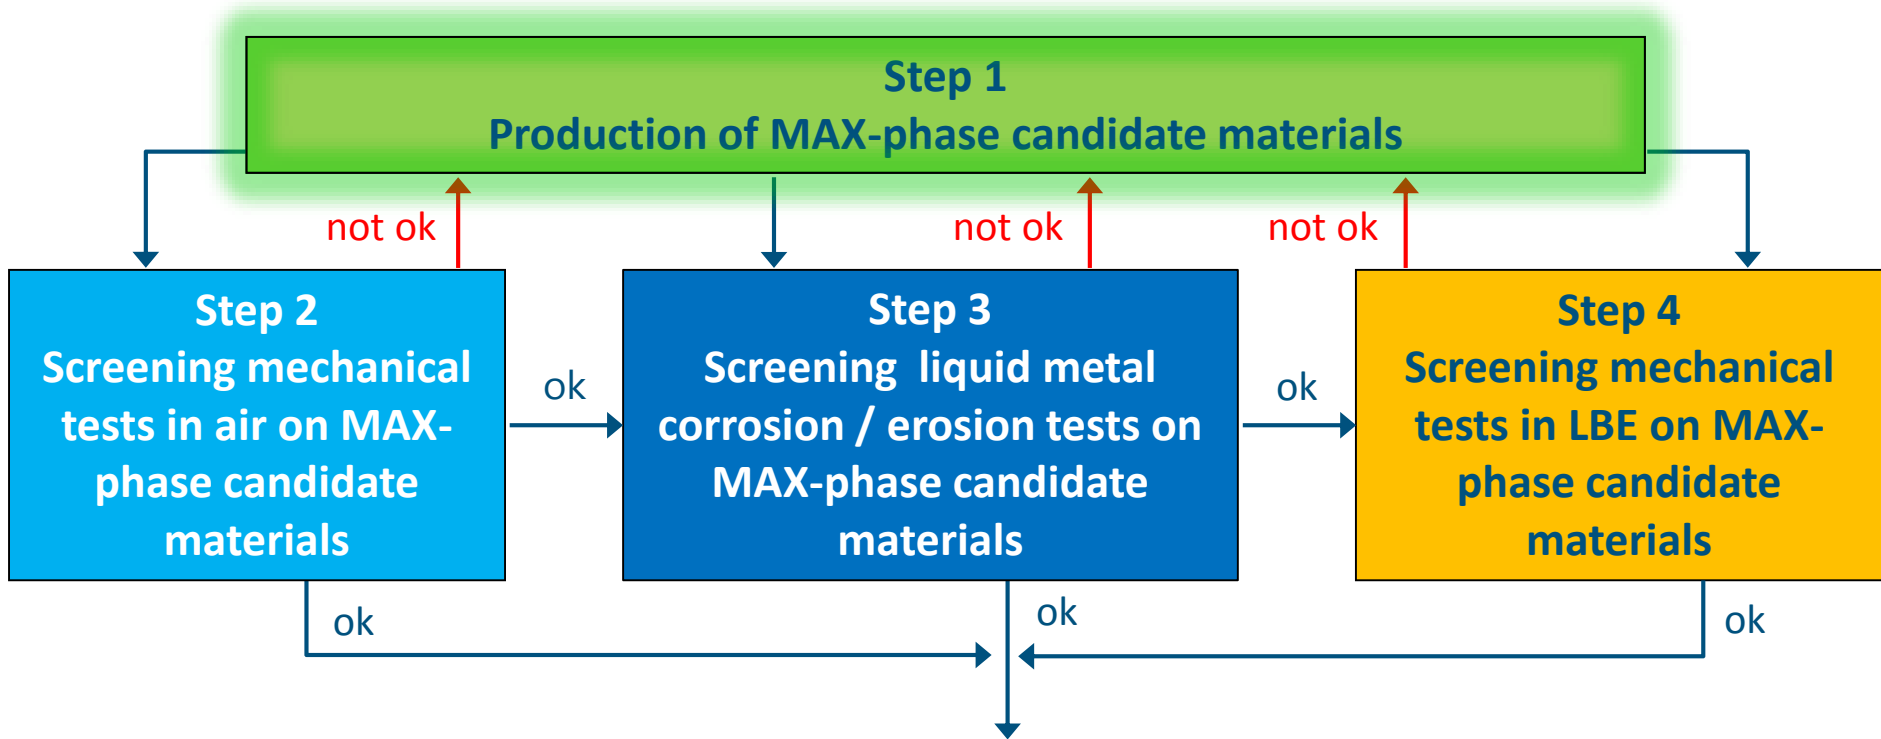 Step 1
Production of MAX-phase candidate materials
not ok
not ok
not ok
Step 2
Screening mechanical
tests in air on MAX-
phase candidate
materials
ok
Step 3
Screening  liquid metal
corrosion / erosion tests on
MAX-phase candidate
materials
ok
Step 4
Screening mechanical
tests in LBE on MAX-
phase candidate
materials
ok
ok
ok